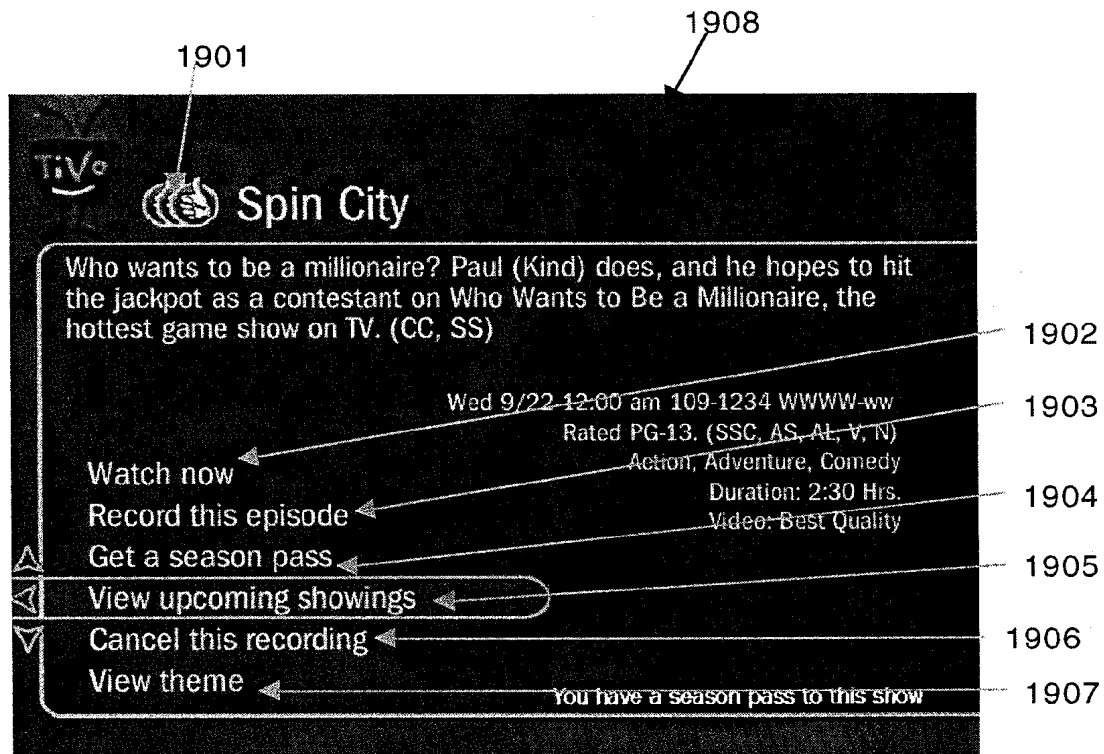 1908
1901
TiVo
Spin City
Who wants to be a millionaire? Paul (Kind) does, and he hopes to hit
the jackpot as a contestant on Who Wants to Be a Millionaire, the
hottest game show on TV. (CC, SS)
1902
Wed 9/22 12:00 am 109-1234 WWWW-ww
1903
Rated PG-13. (SSC, AS, AL, V, N)
Action, Adventure, Comedy
Watch now
Duration: 2:30 Hrs.
1904
Record this episode
Video: Best Quality
Get a season pass
1905
View upcoming showings
Cancel this recording
1906
View theme
You have a season pass to this show
1907